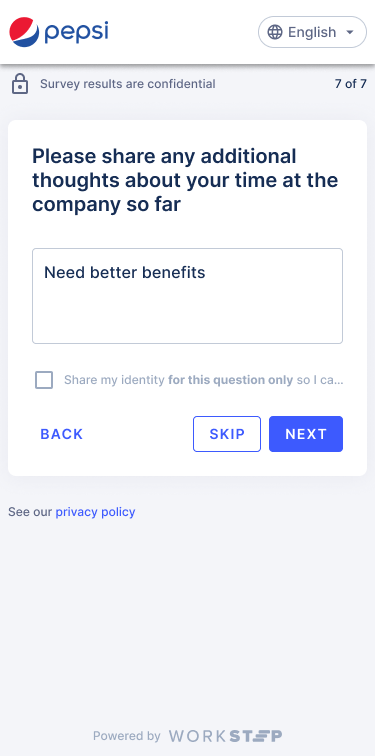 pepsi
English
Survey results are confidential
7 of 7
Please share any additional
thoughts about your time at the
company so far
Need better benefits
Share my identity for this question only so I ca...
BACK
SKIP
NEXT
See our privacy policy
Powered by WORKSTEP